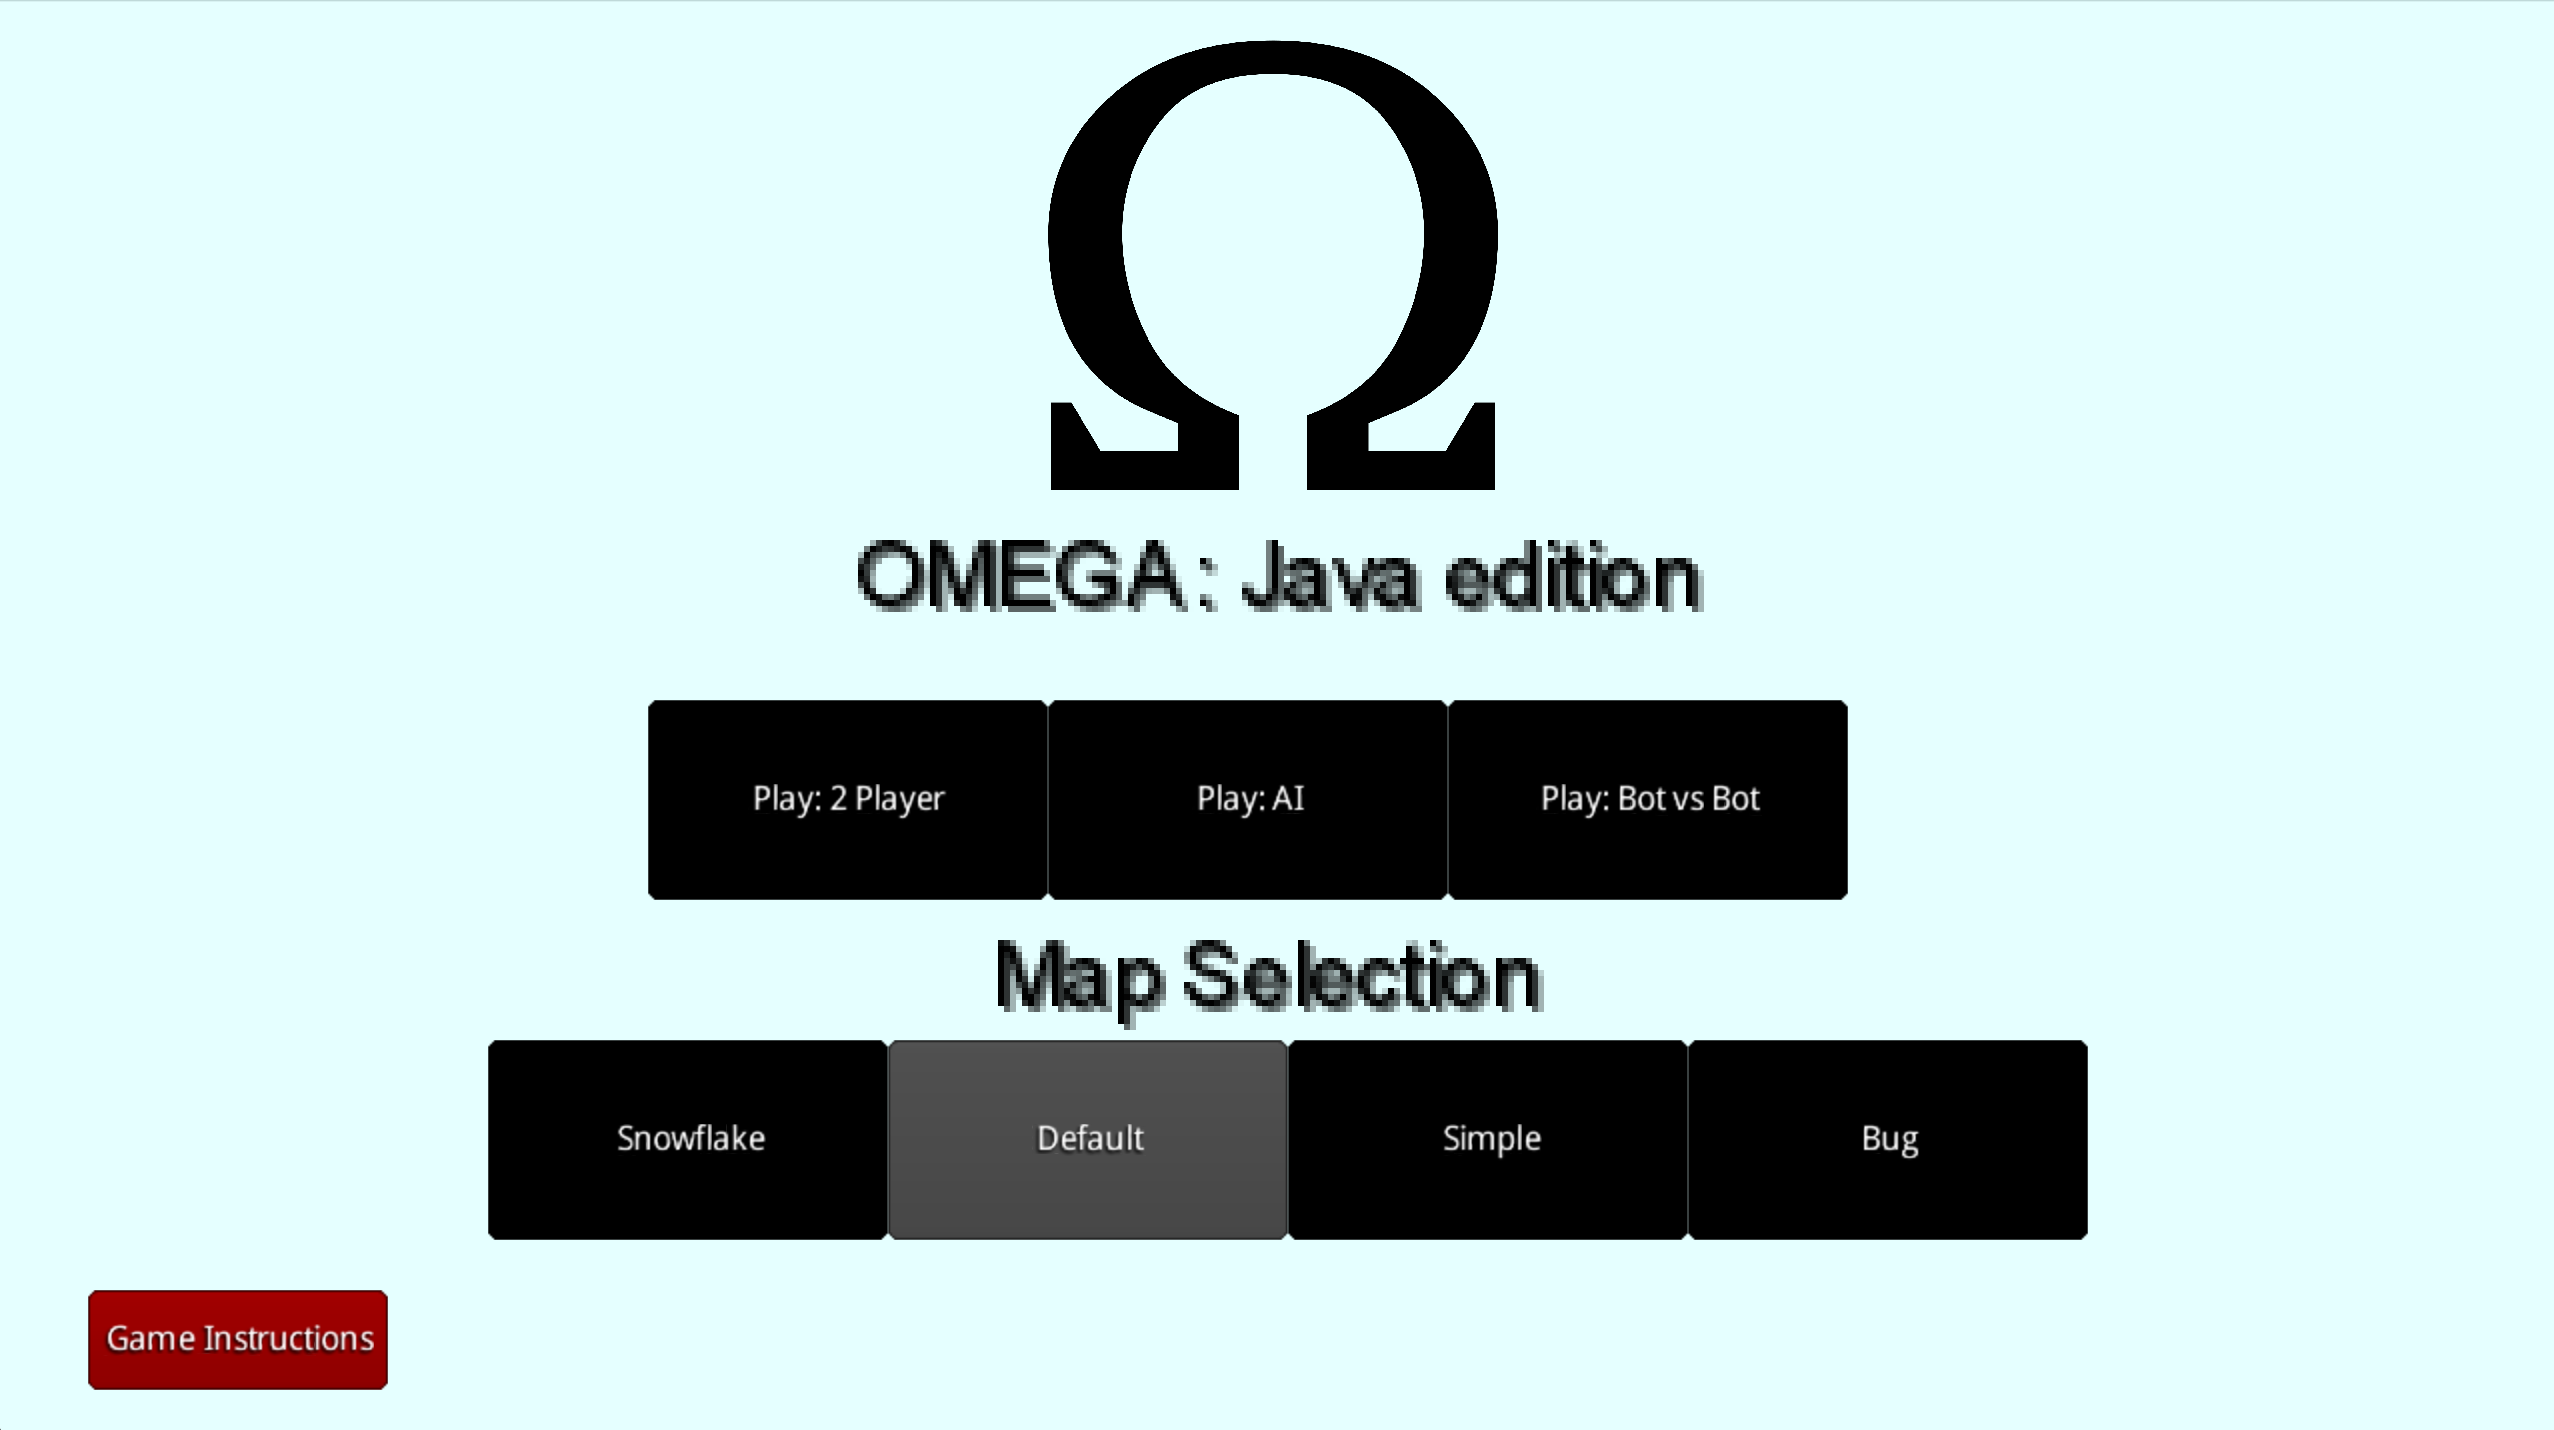 Ω
OMEGA: Java edition
Play: 2 Player
Play: AI
Play: Bot vs Bot
Map Selection
Snowflake
Default
Simple
Bug
Game Instructions